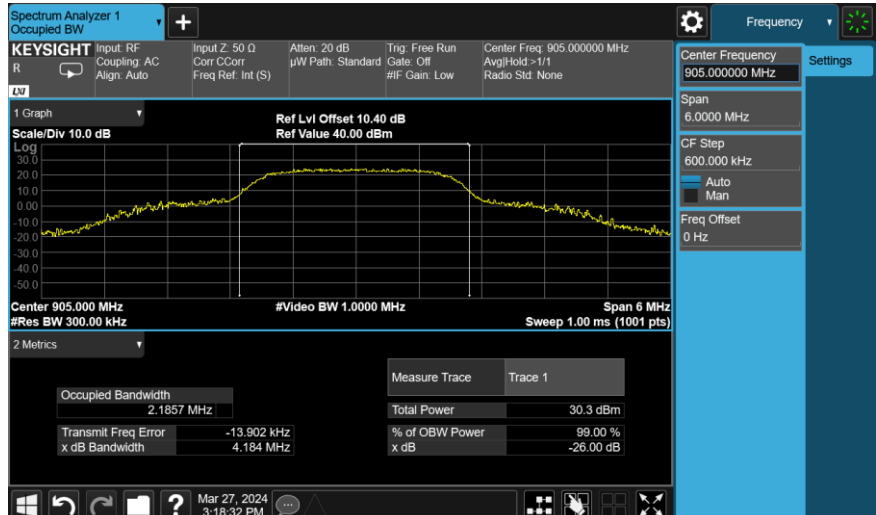 Spectrum Analyzer 1
Occupied BW
+
Frequency
KEYSIGHT
R
LXI
Input: RF
Coupling: AC
Align: Auto
Input Z: 50 Ω
Corr CCorr
Freq Ref: Int (S)
Atten: 20 dB
µW Path: Standard
Trig: Free Run
Gate: Off
#IF Gain: Low
Center Freq: 905.000000 MHz
Avg|Hold:>1/1
Radio Std: None
Center Frequency
905.000000 MHz
Settings
Span
6.0000 MHz
CF Step
600.000 kHz
Auto
Man
Freq Offset
0 Hz
1 Graph
Scale/Div 10.0 dB
Ref Lvl Offset 10.40 dB
Ref Value 40.00 dBm
Log
30.0
20.0
10.0
0.00
-10.0
-20.0
-30.0
-40.0
-50.0
Center 905.000 MHz
#Video BW 1.0000 MHz
Span 6 MHz
#Res BW 300.00 kHz
Sweep 1.00 ms (1001 pts)
2 Metrics
Measure Trace Trace 1
Occupied Bandwidth
2.1857 MHz
Total Power 30.3 dBm
Transmit Freq Error -13.902 kHz
% of OBW Power 99.00 %
x dB Bandwidth 4.184 MHz
x dB -26.00 dB
?
Mar 27, 2024
3:18:32 PM